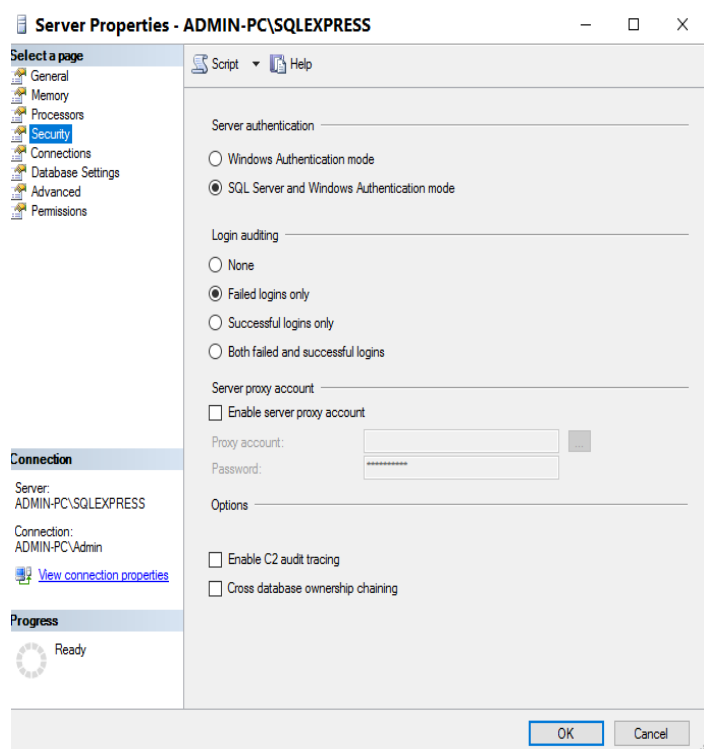 Server Properties - ADMIN-PC\SQLEXPRESS
Select a page
General
Memory
Processors
Security
Connections
Database Settings
Advanced
Permissions
Connection
Server:
ADMIN-PC\SQLEXPRESS
Connection:
ADMIN-PC\Admin
View connection properties
Progress
Ready
Script Help
Server authentication
Windows Authentication mode
SQL Server and Windows Authentication mode
Login auditing
None
Failed logins only
Successful logins only
Both failed and successful logins
Server proxy account
Enable server proxy account
Proxy account: ...
Password: **********
Options
Enable C2 audit tracing
Cross database ownership chaining
OK Cancel